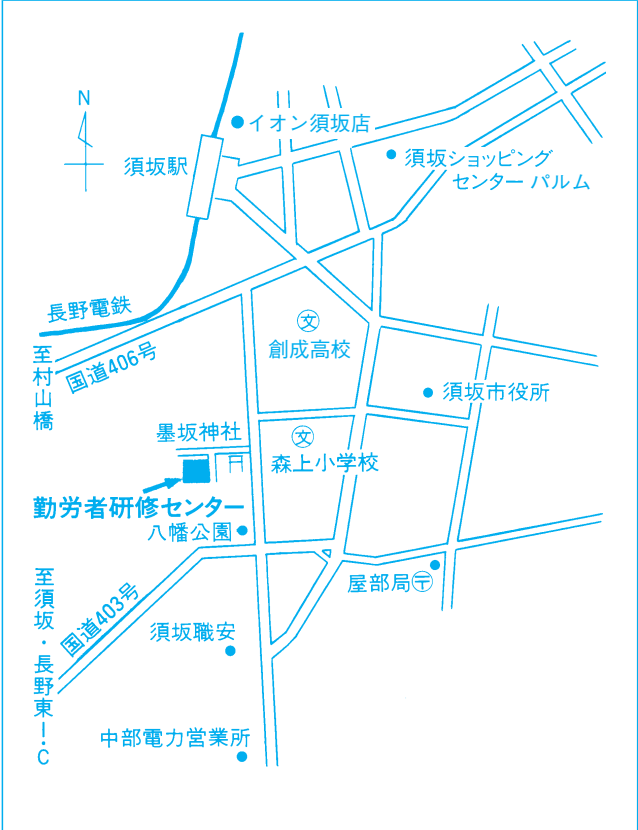 N
イオン須坂店
須坂駅
須坂ショッピング
センター パルム
長野電鉄
国道406号
至村山橋
文
創成高校
須坂市役所
墨坂神社
文
森上小学校
勤労者研修センター
八幡公園
屋部局〒
至須坂・長野東I・C
国道403号
須坂職安
中部電力営業所